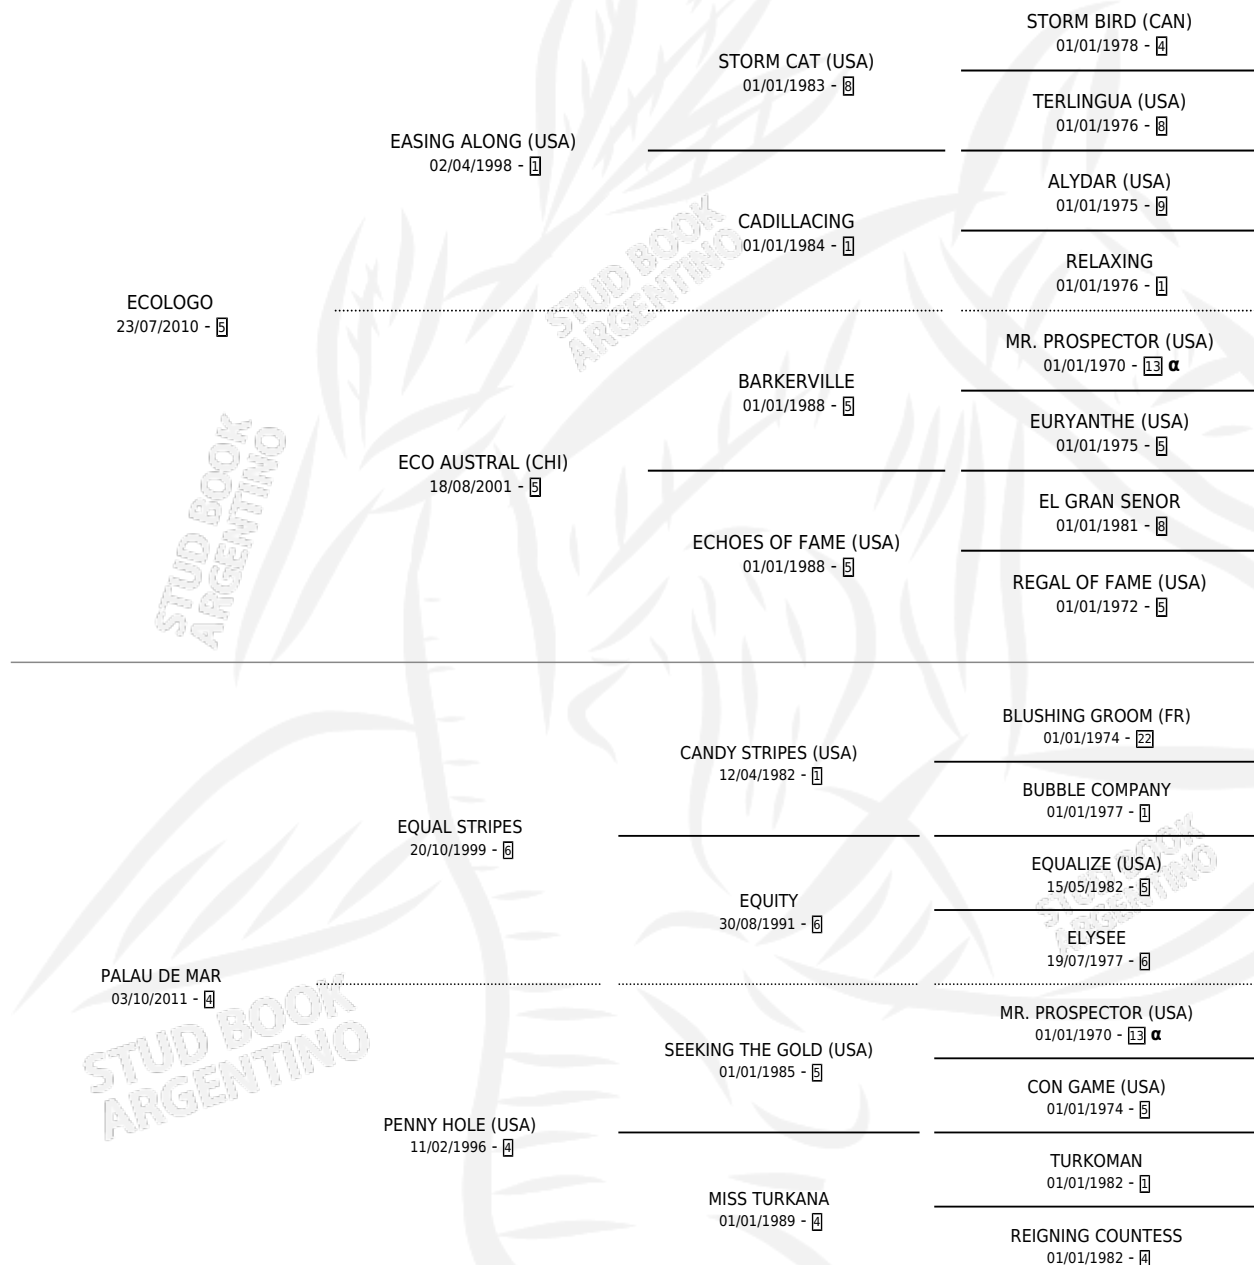 STORM BIRD (CAN)
01/01/1978 - 4
STORM CAT (USA)
01/01/1983 - 8
TERLINGUA (USA)
01/01/1976 - 8
EASING ALONG (USA)
02/04/1998 - 1
ALYDAR (USA)
01/01/1975 - 9
CADILLACING
01/01/1984 - 1
RELAXING
01/01/1976 - 1
ECOLOGO
23/07/2010 - 5
MR. PROSPECTOR (USA)
01/01/1970 - 13 α
BARKERVILLE
01/01/1988 - 5
EURYANTHE (USA)
01/01/1975 - 5
ECO AUSTRAL (CHI)
18/08/2001 - 5
EL GRAN SENOR
01/01/1981 - 8
ECHOES OF FAME (USA)
01/01/1988 - 5
REGAL OF FAME (USA)
01/01/1972 - 5
BLUSHING GROOM (FR)
01/01/1974 - 22
CANDY STRIPES (USA)
12/04/1982 - 1
BUBBLE COMPANY
01/01/1977 - 1
EQUAL STRIPES
20/10/1999 - 6
EQUALIZE (USA)
15/05/1982 - 5
EQUITY
30/08/1991 - 6
ELYSEE
19/07/1977 - 6
PALAU DE MAR
03/10/2011 - 4
MR. PROSPECTOR (USA)
01/01/1970 - 13 α
SEEKING THE GOLD (USA)
01/01/1985 - 5
CON GAME (USA)
01/01/1974 - 5
PENNY HOLE (USA)
11/02/1996 - 4
TURKOMAN
01/01/1982 - 1
MISS TURKANA
01/01/1989 - 4
REIGNING COUNTESS
01/01/1982 - 4
STUD BOOK
ARGENTINO
STUD BOOK
ARGENTINO
STUD BOOK
ARGENTINO
STUD BOOK
ARGENTINO